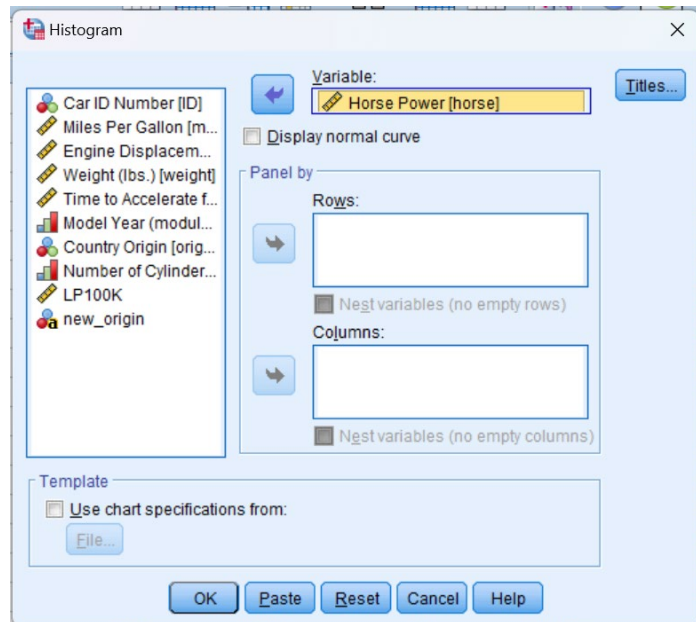 Histogram
Variable:
Horse Power [horse]
Titles...
Car ID Number [ID]
Miles Per Gallon [m...
Engine Displacem...
Weight (lbs.) [weight]
Time to Accelerate f...
Model Year (modul...
Country Origin [orig...
Number of Cylinder...
LP100K
new_origin
Display normal curve
Panel by
Rows:
Nest variables (no empty rows)
Columns:
Nest variables (no empty columns)
Template
Use chart specifications from:
File...
OK Paste Reset Cancel Help